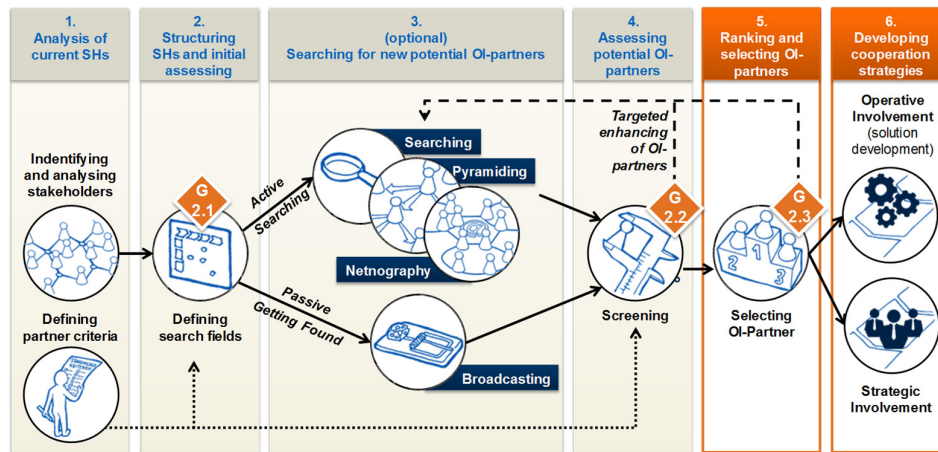 1.
Analysis of
current SHs
2.
Structuring
SHs and initial
assessing
3.
(optional)
Searching for new potential OI-partners
4.
Assessing
potential OI-
partners
5.
Ranking and
selecting OI-
partners
6.
Developing
cooperation
strategies
Indentifying
and analysing
stakeholders
Defining
partner criteria
G
2.1
Defining
search fields
Active
Searching
Passive
Getting Found
Searching
Pyramiding
Netnography
Broadcasting
Targeted
enhancing
of OI-
partners
G
2.2
Screening
G
2.3
2
1
3
Selecting
OI-Partner
Operative
Involvement
(solution
development)
Strategic
Involvement